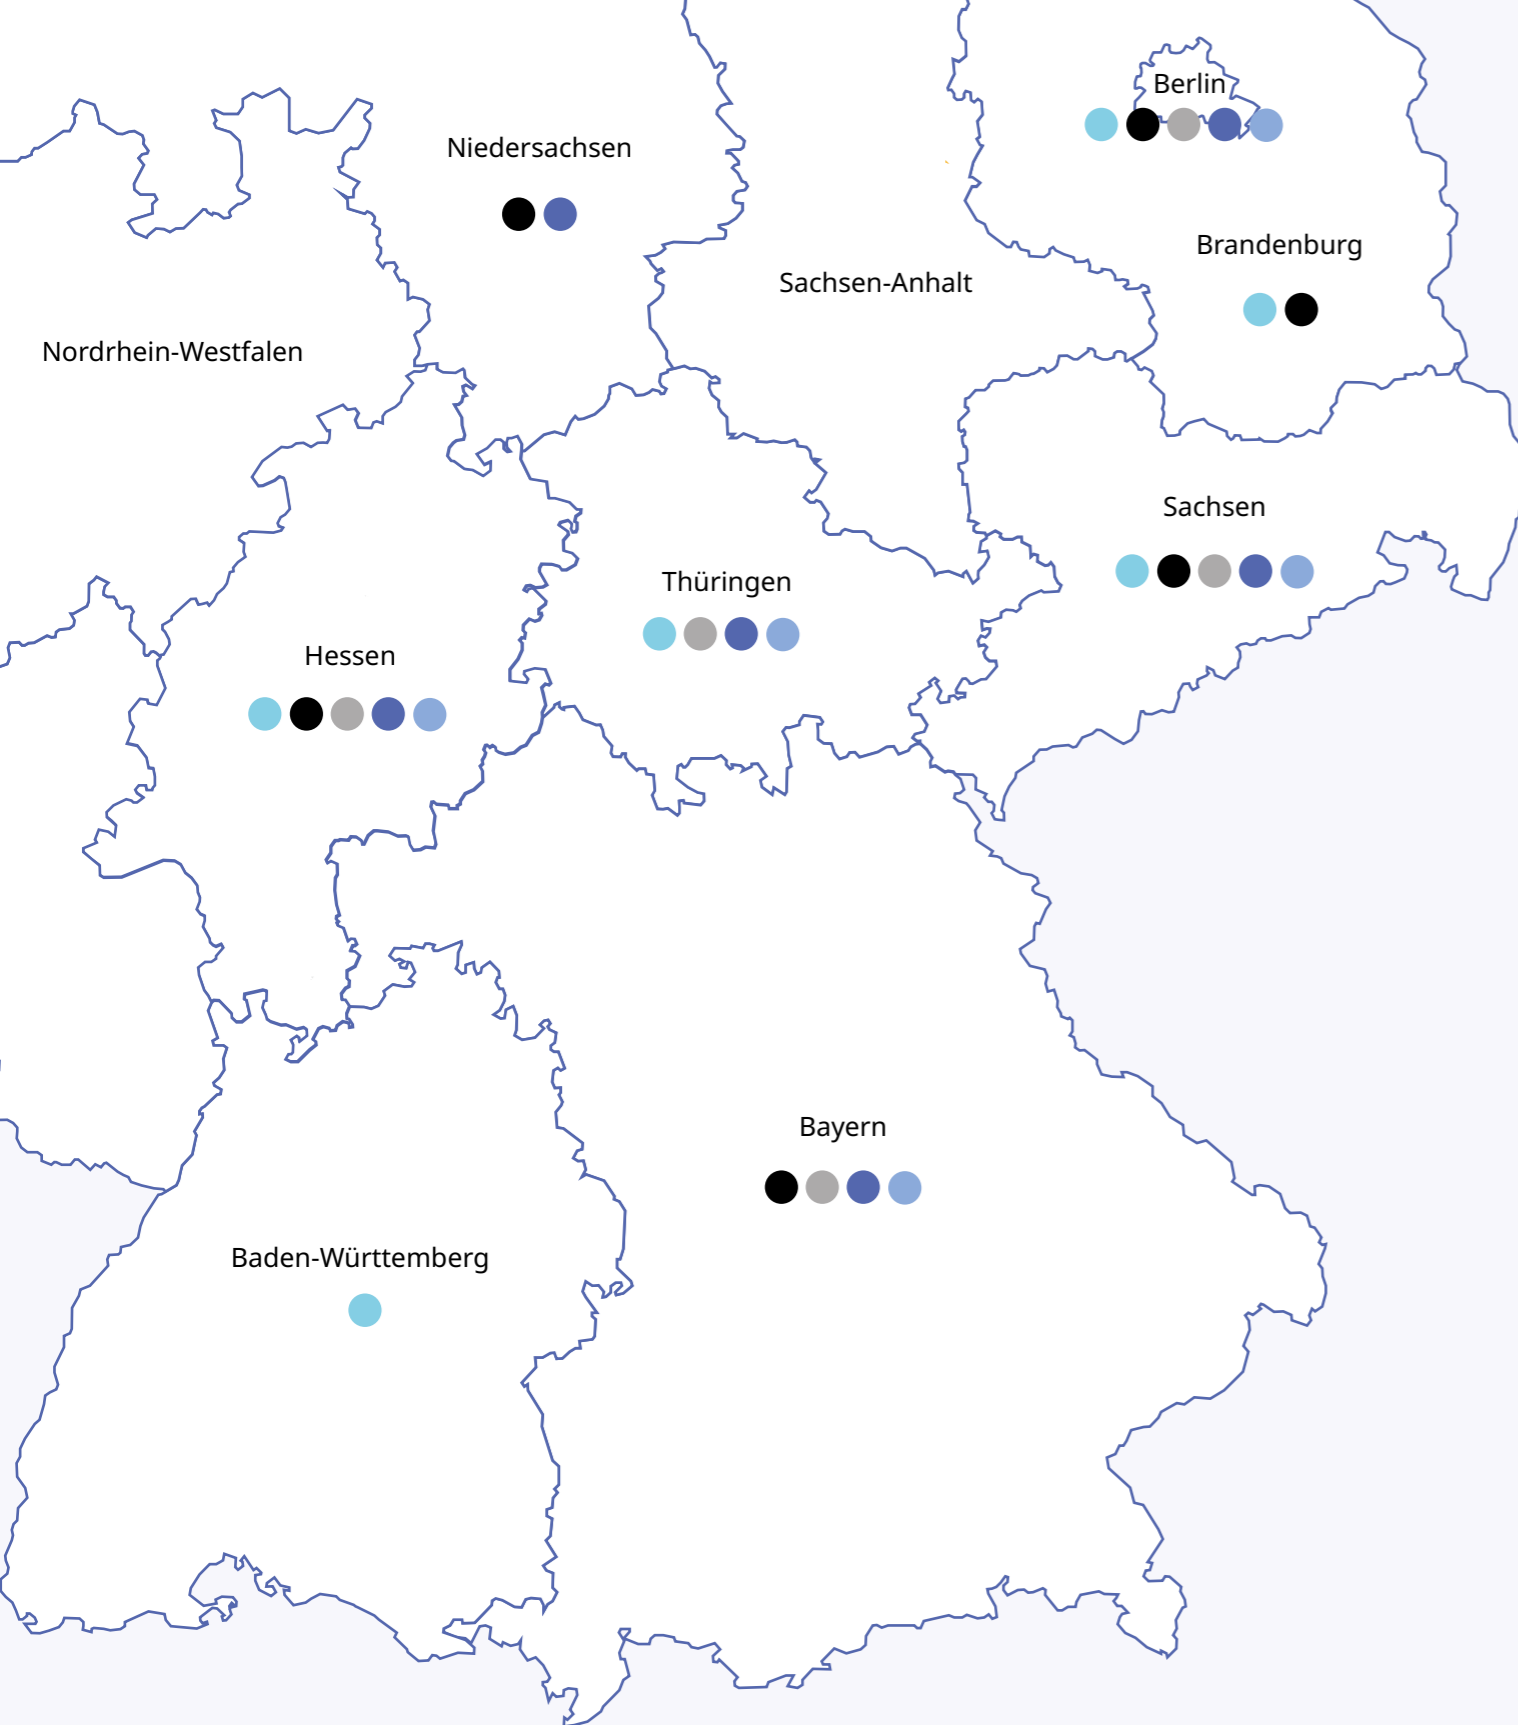 Berlin
Niedersachsen
Brandenburg
Sachsen-Anhalt
Nordrhein-Westfalen
Sachsen
Thüringen
Hessen
Bayern
Baden-Württemberg